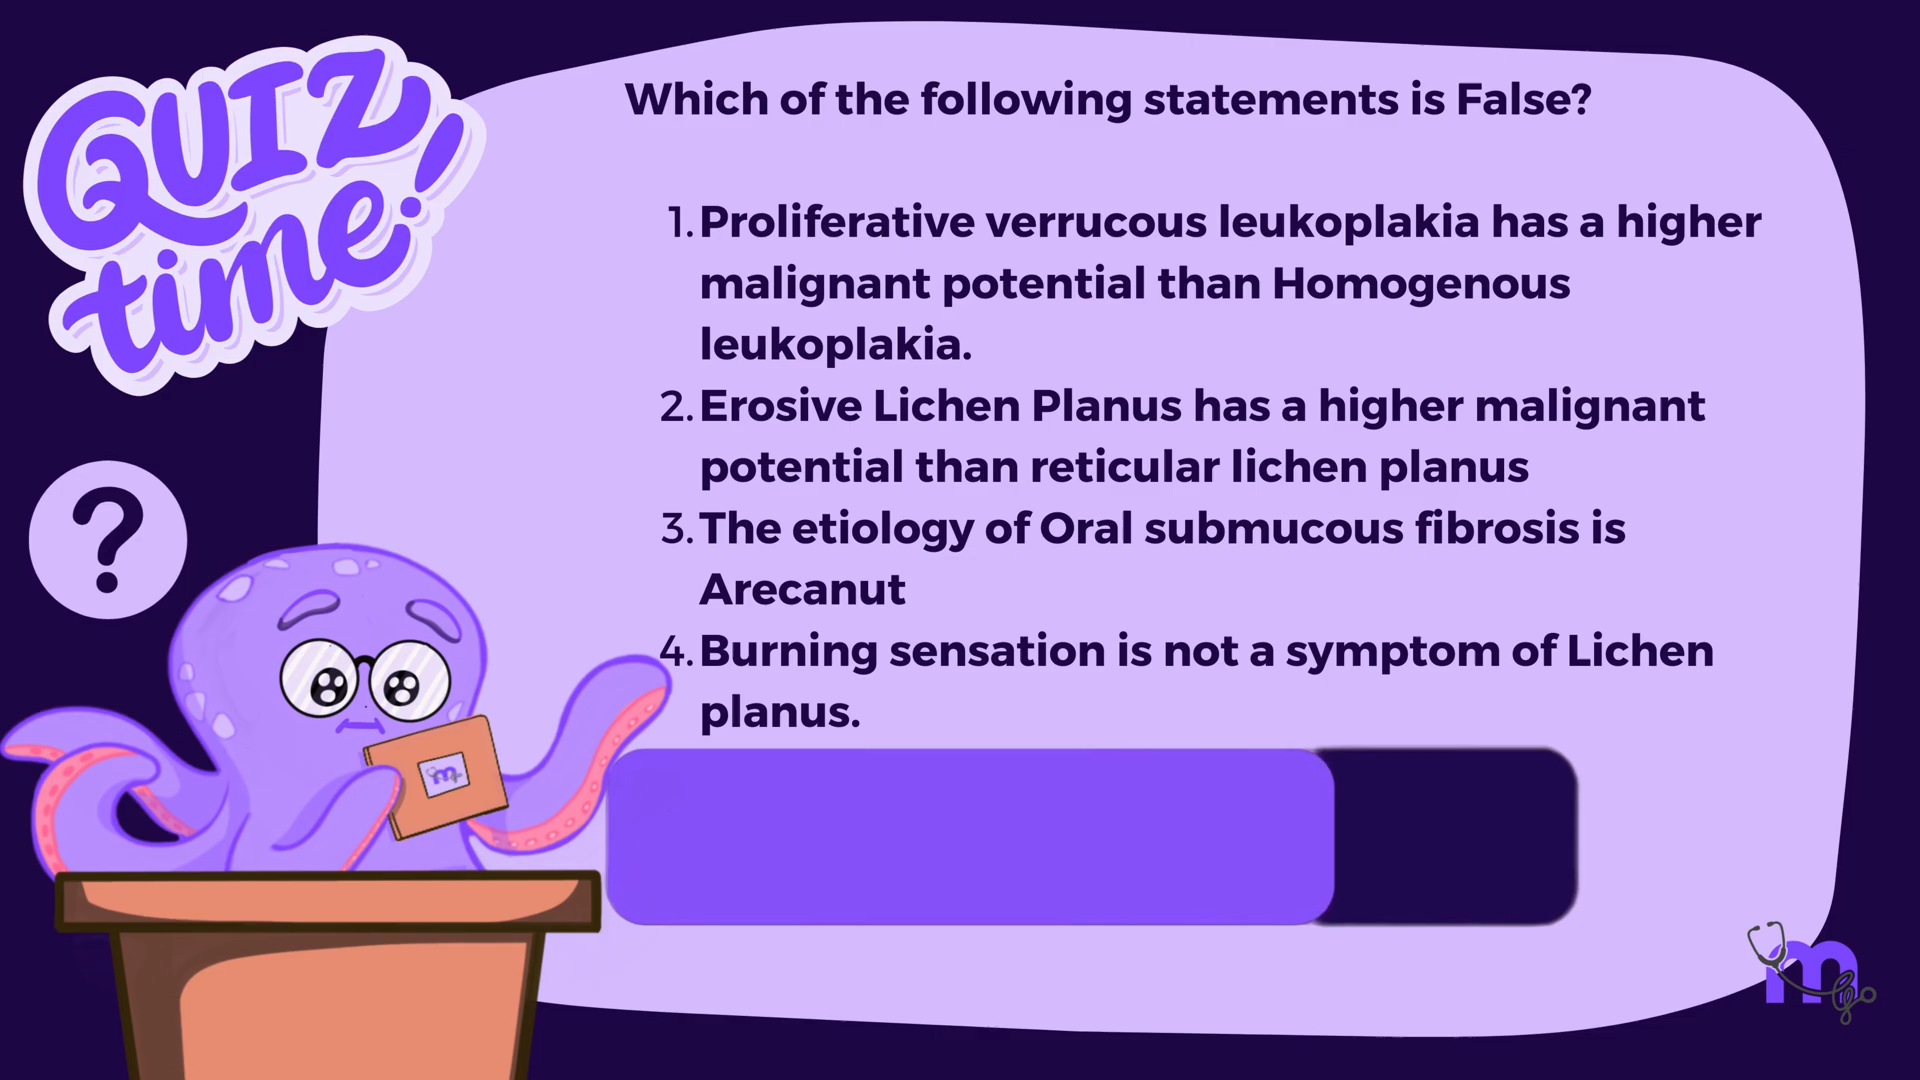 QUIZ
time!
Which of the following statements is False?
1. Proliferative verrucous leukoplakia has a higher
malignant potential than Homogenous
leukoplakia.
2. Erosive Lichen Planus has a higher malignant
potential than reticular lichen planus
3. The etiology of Oral submucous fibrosis is
Arecanut
4. Burning sensation is not a symptom of Lichen
planus.
?
m
go